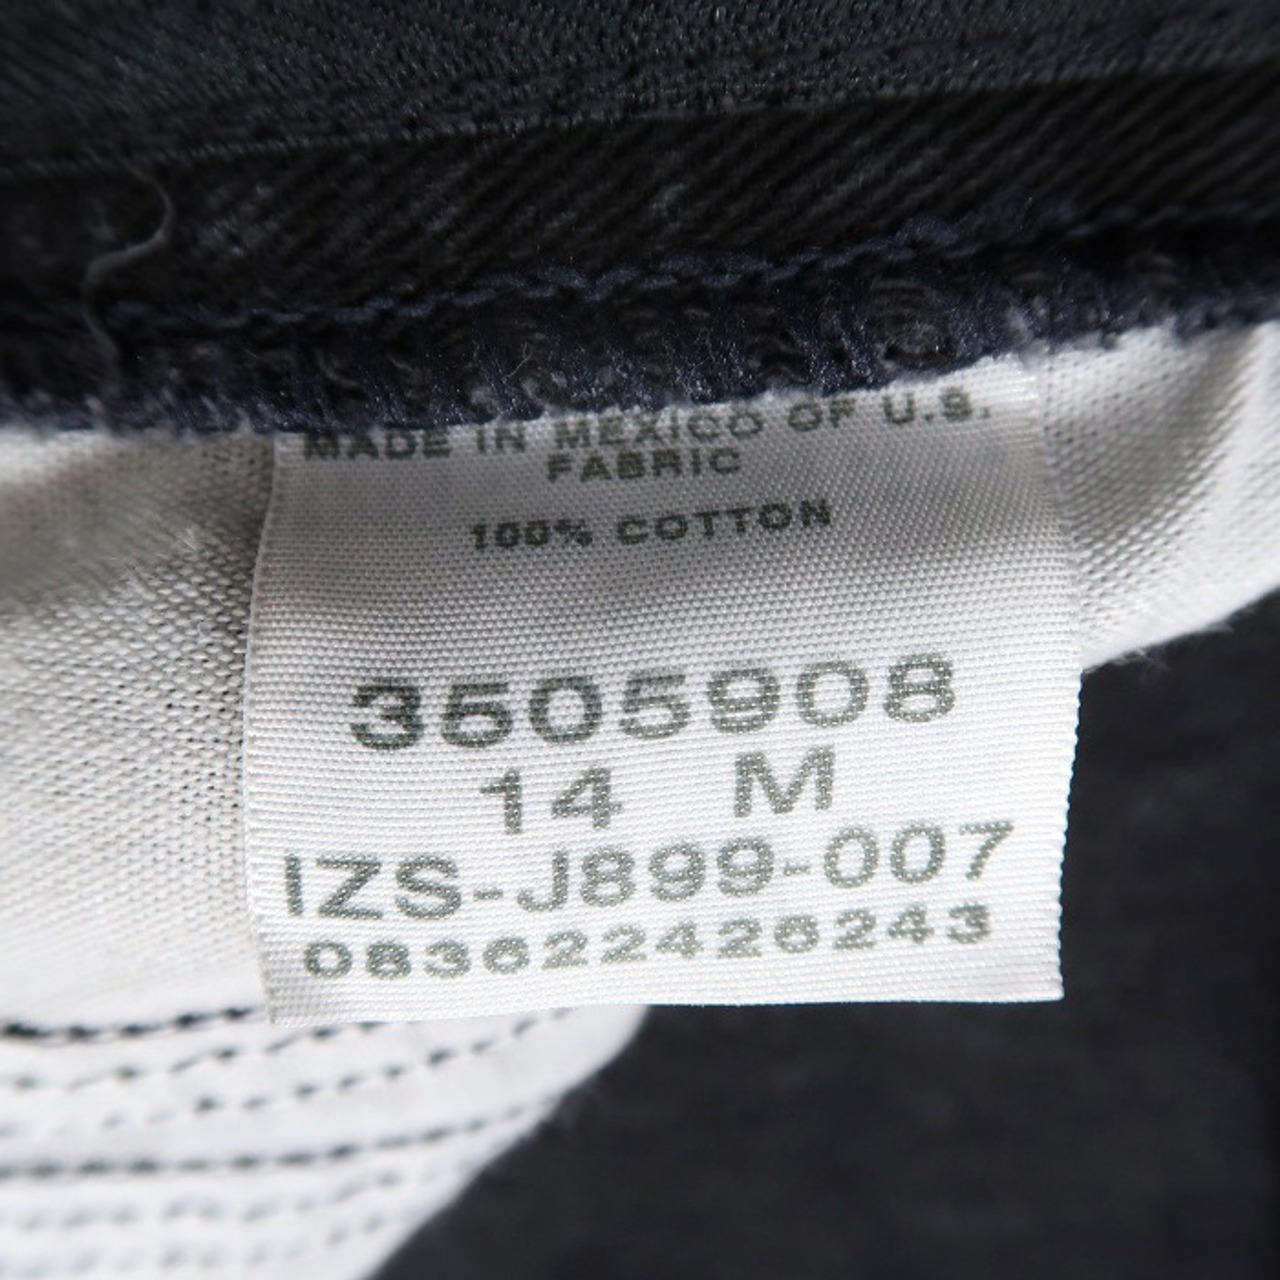 MADE IN MEXICO OF U.S.
FABRIC
100% COTTON
3505908
14 M
IZS-J899-007
083622426243